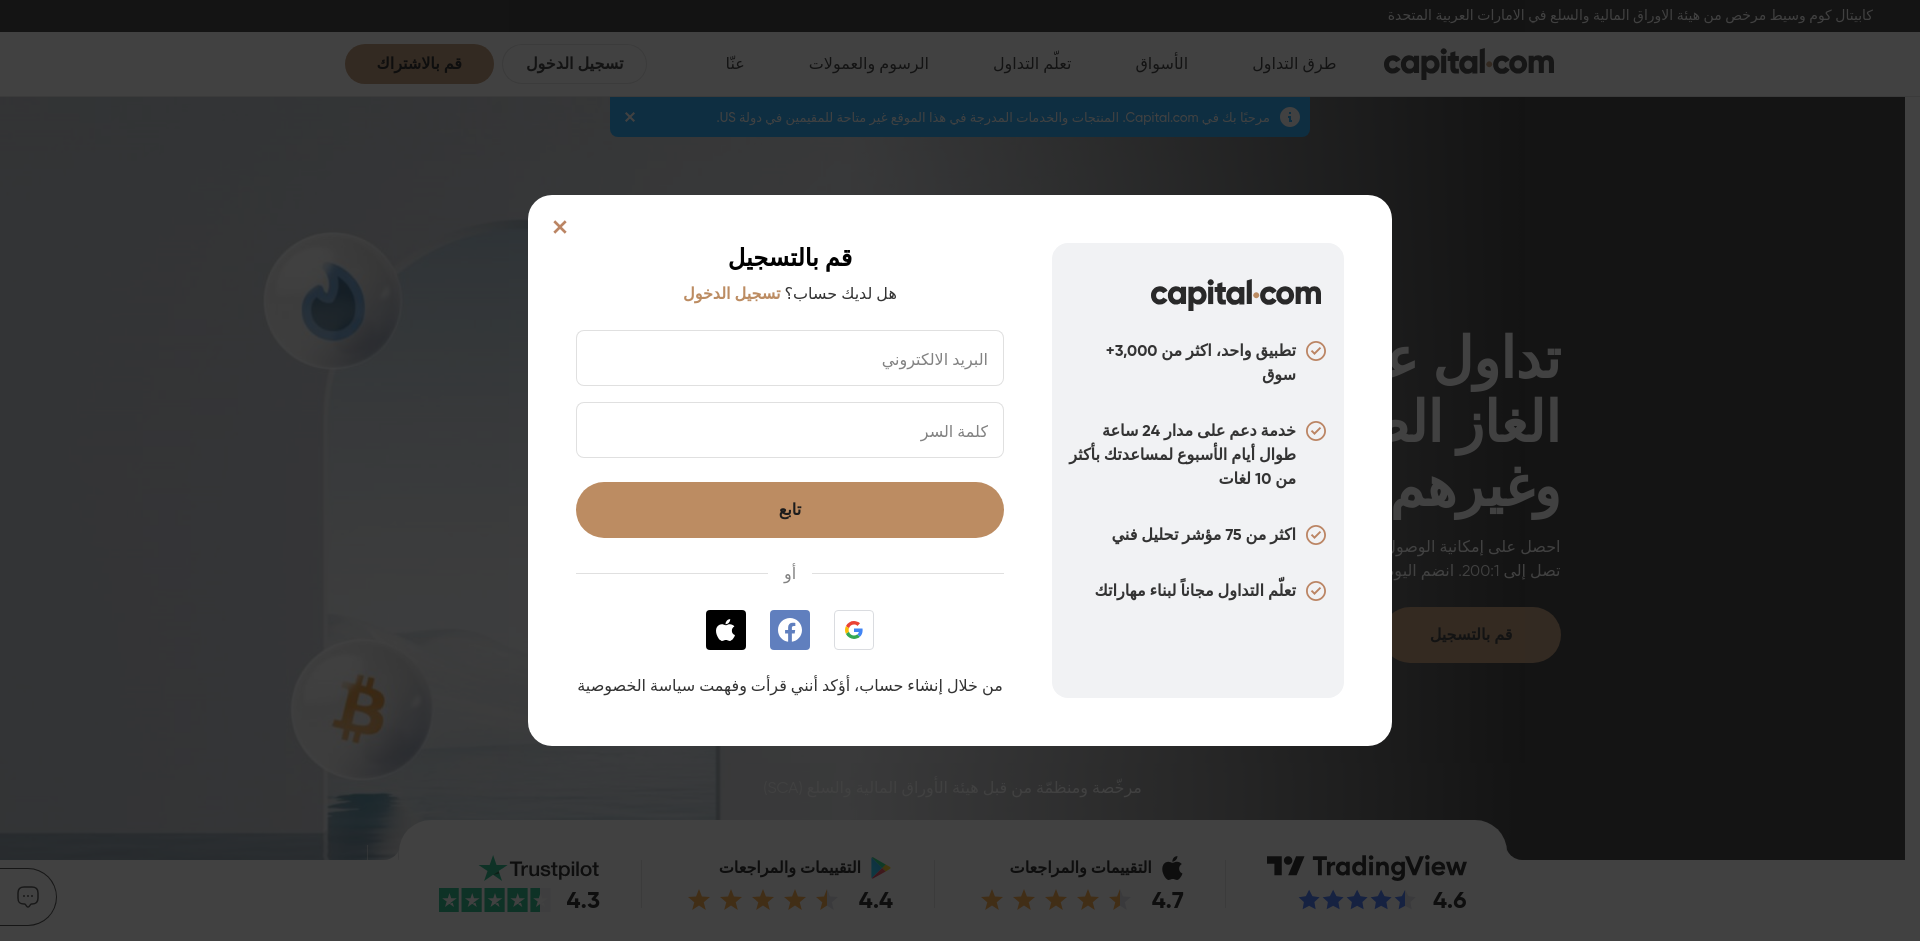 كابيتال كوم وسيط مرخص من هيئة الاوراق المالية والسلع في الامارات العربية المتحدة
capital.com
طرق التداول
الأسواق
تعلّم التداول
الرسوم والعمولات
عنّا
تسجيل الدخول
قم بالاشتراك
مرحبًا بك في Capital.com. المنتجات والخدمات المدرجة في هذا الموقع غير متاحة للمقيمين في دولة US.
تداول
الغاز
وغيرهم
احصل على إمكانية الوصول
تصل إلى 200:1. انضم اليوم
قم بالتسجيل
capital.com
تطبيق واحد، اكثر من 3,000+
سوق
خدمة دعم على مدار 24 ساعة
طوال أيام الأسبوع لمساعدتك بأكثر
من 10 لغات
اكثر من 75 مؤشر تحليل فني
تعلّم التداول مجاناً لبناء مهاراتك
قم بالتسجيل
هل لديك حساب؟ تسجيل الدخول
البريد الالكتروني
كلمة السر
تابع
أو
من خلال إنشاء حساب، أؤكد أنني قرأت وفهمت سياسة الخصوصية
مرخّصة ومنظمّة من قبل هيئة الأوراق المالية والسلع (SCA)
TradingView
4.6
التقييمات والمراجعات
4.7
التقييمات والمراجعات
4.4
Trustpilot
4.3